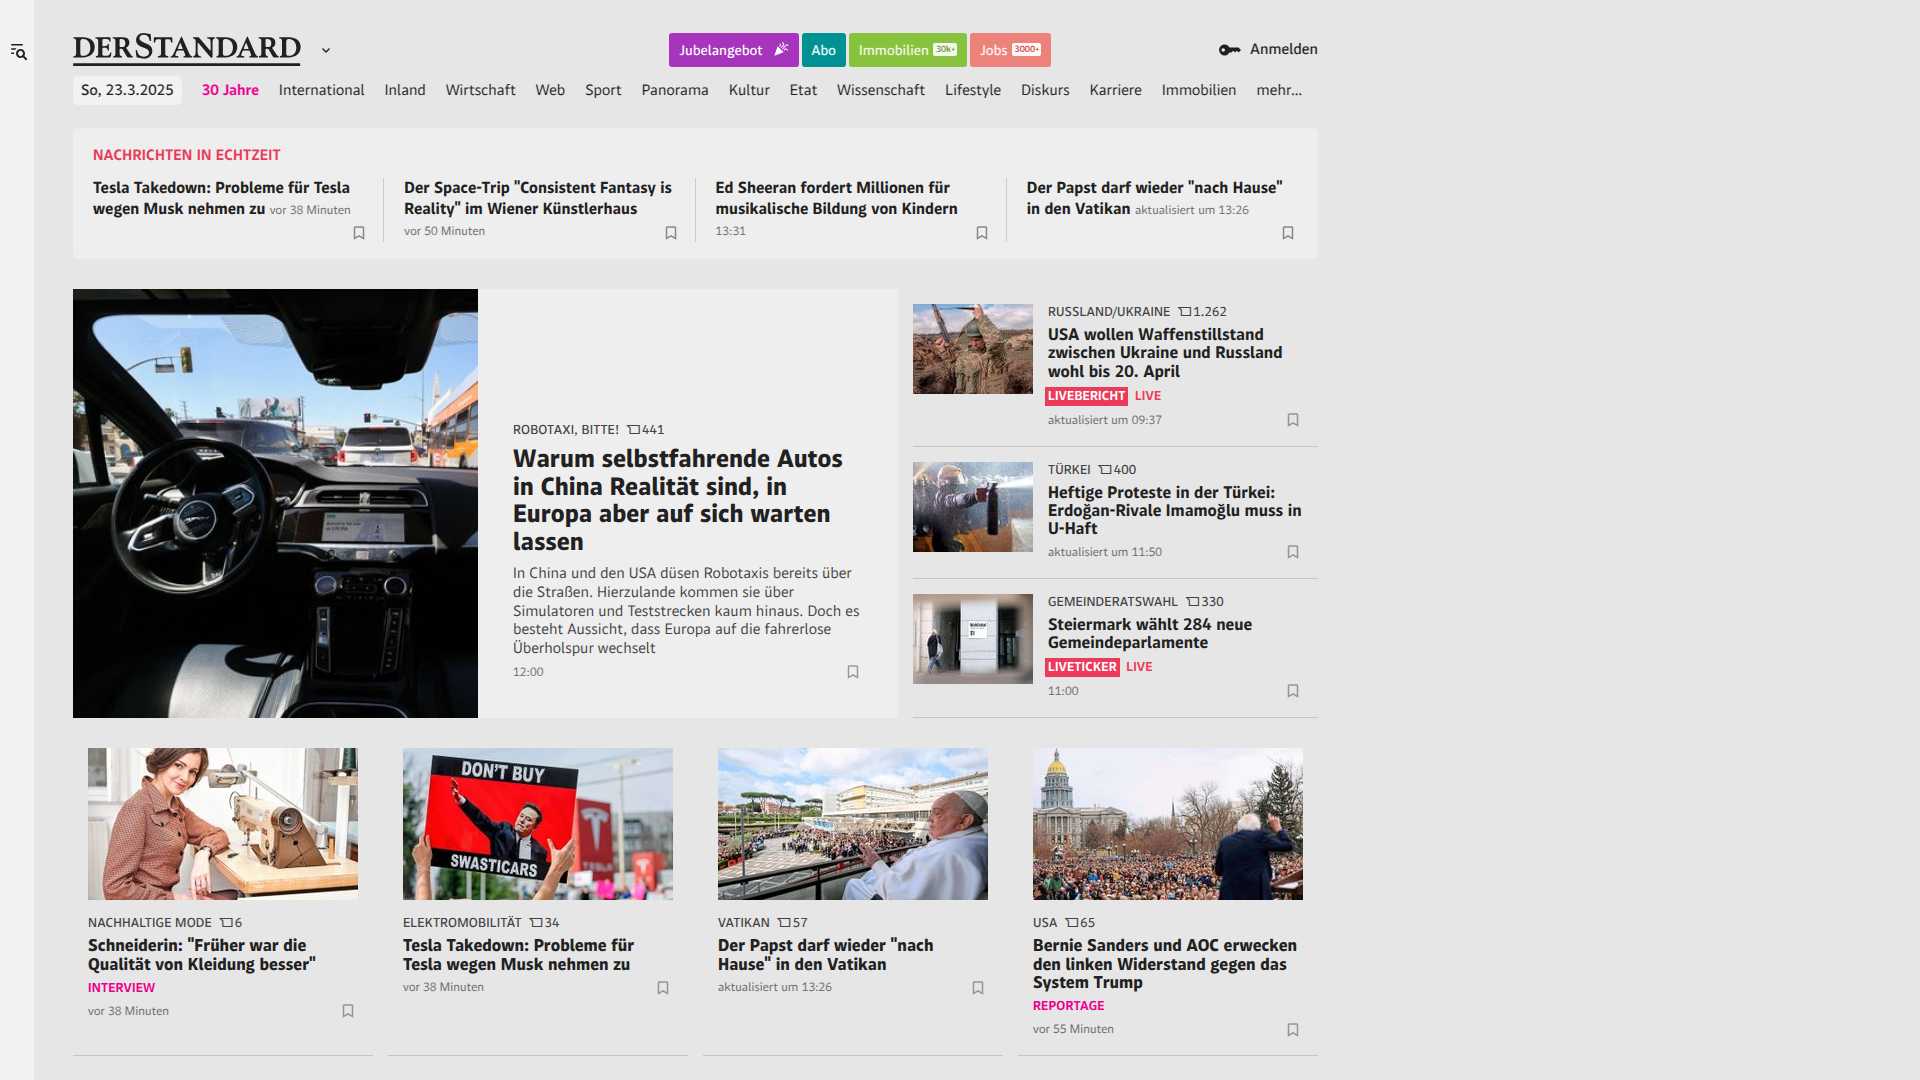 DERSTANDARD
Jubelangebot
Abo
Immobilien 30k+
Jobs 3000+
Anmelden
So, 23.3.2025
30 Jahre
International
Inland
Wirtschaft
Web
Sport
Panorama
Kultur
Etat
Wissenschaft
Lifestyle
Diskurs
Karriere
Immobilien
mehr...
NACHRICHTEN IN ECHTZEIT
Tesla Takedown: Probleme für Tesla
wegen Musk nehmen zu vor 38 Minuten
Der Space-Trip "Consistent Fantasy is
Reality" im Wiener Künstlerhaus
vor 50 Minuten
Ed Sheeran fordert Millionen für
musikalische Bildung von Kindern
13:31
Der Papst darf wieder "nach Hause"
in den Vatikan aktualisiert um 13:26
ROBOTAXI, BITTE! 441
Warum selbstfahrende Autos
in China Realität sind, in
Europa aber auf sich warten
lassen
In China und den USA düsen Robotaxis bereits über
die Straßen. Hierzulande kommen sie über
Simulatoren und Teststrecken kaum hinaus. Doch es
besteht Aussicht, dass Europa auf die fahrerlose
Überholspur wechselt
12:00
RUSSLAND/UKRAINE 1.262
USA wollen Waffenstillstand
zwischen Ukraine und Russland
wohl bis 20. April
LIVEBERICHT LIVE
aktualisiert um 09:37
TÜRKEI 400
Heftige Proteste in der Türkei:
Erdoğan-Rivale Imamoğlu muss in
U-Haft
aktualisiert um 11:50
GEMEINDERATSWAHL 330
Steiermark wählt 284 neue
Gemeindeparlamente
LIVETICKER LIVE
11:00
NACHHALTIGE MODE 6
Schneiderin: "Früher war die
Qualität von Kleidung besser"
INTERVIEW
vor 38 Minuten
DON'T BUY
SWASTICARS
TESLA
ELEKTROMOBILITÄT 34
Tesla Takedown: Probleme für
Tesla wegen Musk nehmen zu
vor 38 Minuten
VATIKAN 57
Der Papst darf wieder "nach
Hause" in den Vatikan
aktualisiert um 13:26
USA 65
Bernie Sanders und AOC erwecken
den linken Widerstand gegen das
System Trump
REPORTAGE
vor 55 Minuten